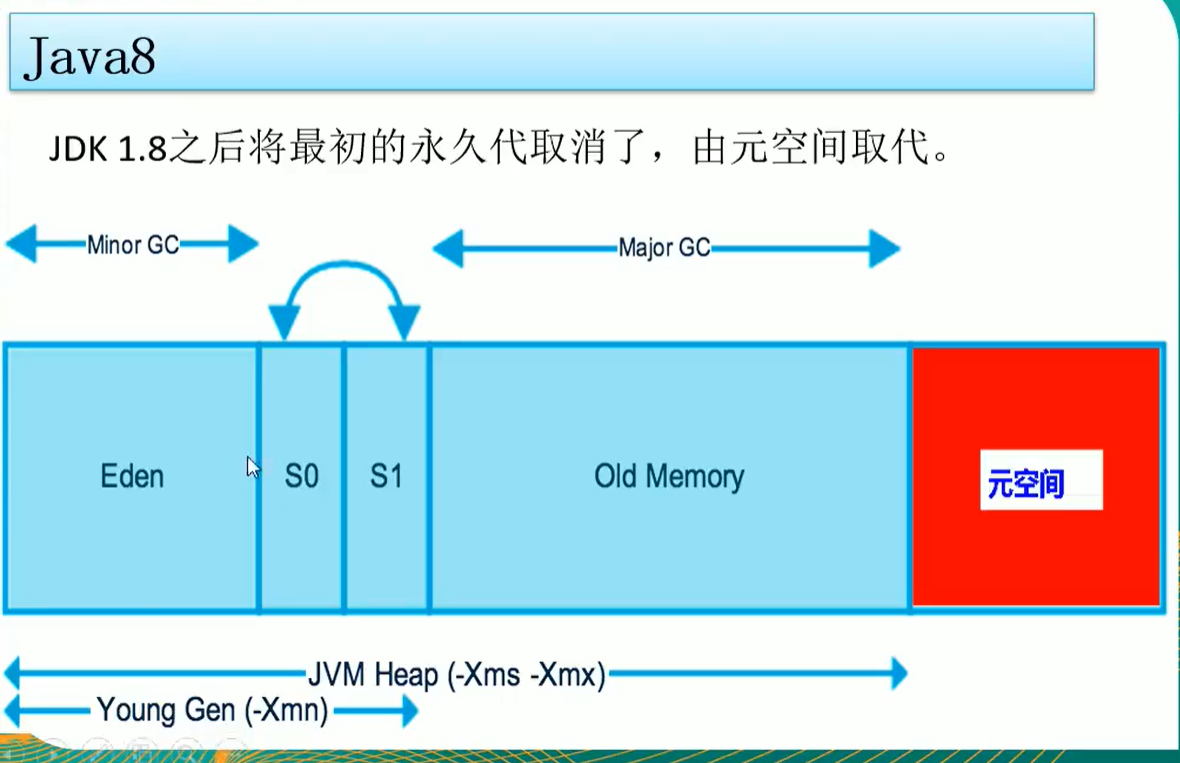 Java8
JDK 1.8之后将最初的永久代取消了，由元空间取代。
Minor GC
Major GC
Eden
S0
S1
Old Memory
元空间
JVM Heap (-Xms -Xmx)
Young Gen (-Xmn)